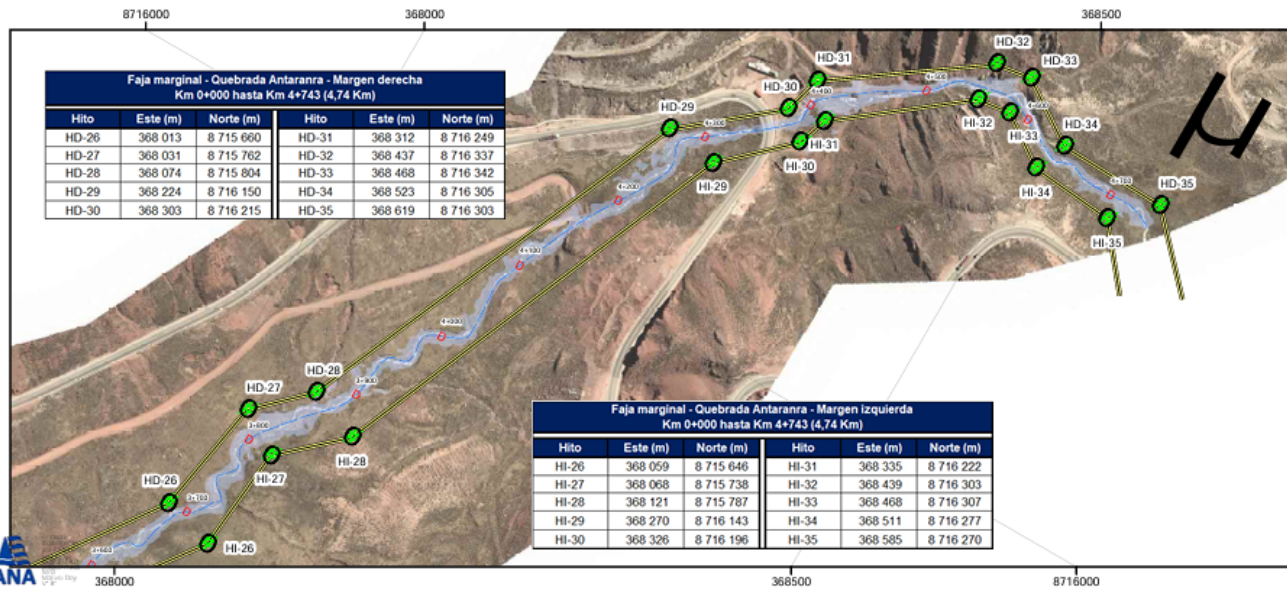 8716000 368000 368500
Faja marginal - Quebrada Antaranra - Margen derecha
Km 0+000 hasta Km 4+743 (4,74 Km)
Hito Este (m) Norte (m) Hito Este (m) Norte (m)
HD-26 368 013 8 715 660 HD-31 368 312 8 716 249
HD-27 368 031 8 715 762 HD-32 368 437 8 716 337
HD-28 368 074 8 715 804 HD-33 368 468 8 716 342
HD-29 368 224 8 716 150 HD-34 368 523 8 716 305
HD-30 368 303 8 716 215 HD-35 368 619 8 716 303
HD-32
HD-31
HD-33
HD-30
HD-29
4+500
4+400
4+600
4+300
HI-32
HI-33
HI-31
HD-34
HI-30
HI-29
HI-34
4+200
4+700
HD-35
HI-35
4+100
4+000
HD-28
3+900
HD-27
3+800
HI-28
HI-27
HD-26
3+700
HI-26
3+600
Faja marginal - Quebrada Antaranra - Margen izquierda
Km 0+000 hasta Km 4+743 (4,74 Km)
Hito Este (m) Norte (m) Hito Este (m) Norte (m)
HI-26 368 059 8 715 646 HI-31 368 335 8 716 222
HI-27 368 068 8 715 738 HI-32 368 439 8 716 303
HI-28 368 121 8 715 787 HI-33 368 468 8 716 307
HI-29 368 270 8 716 143 HI-34 368 511 8 716 277
HI-30 368 326 8 716 196 HI-35 368 585 8 716 270
ANA
368000 368500 8716000